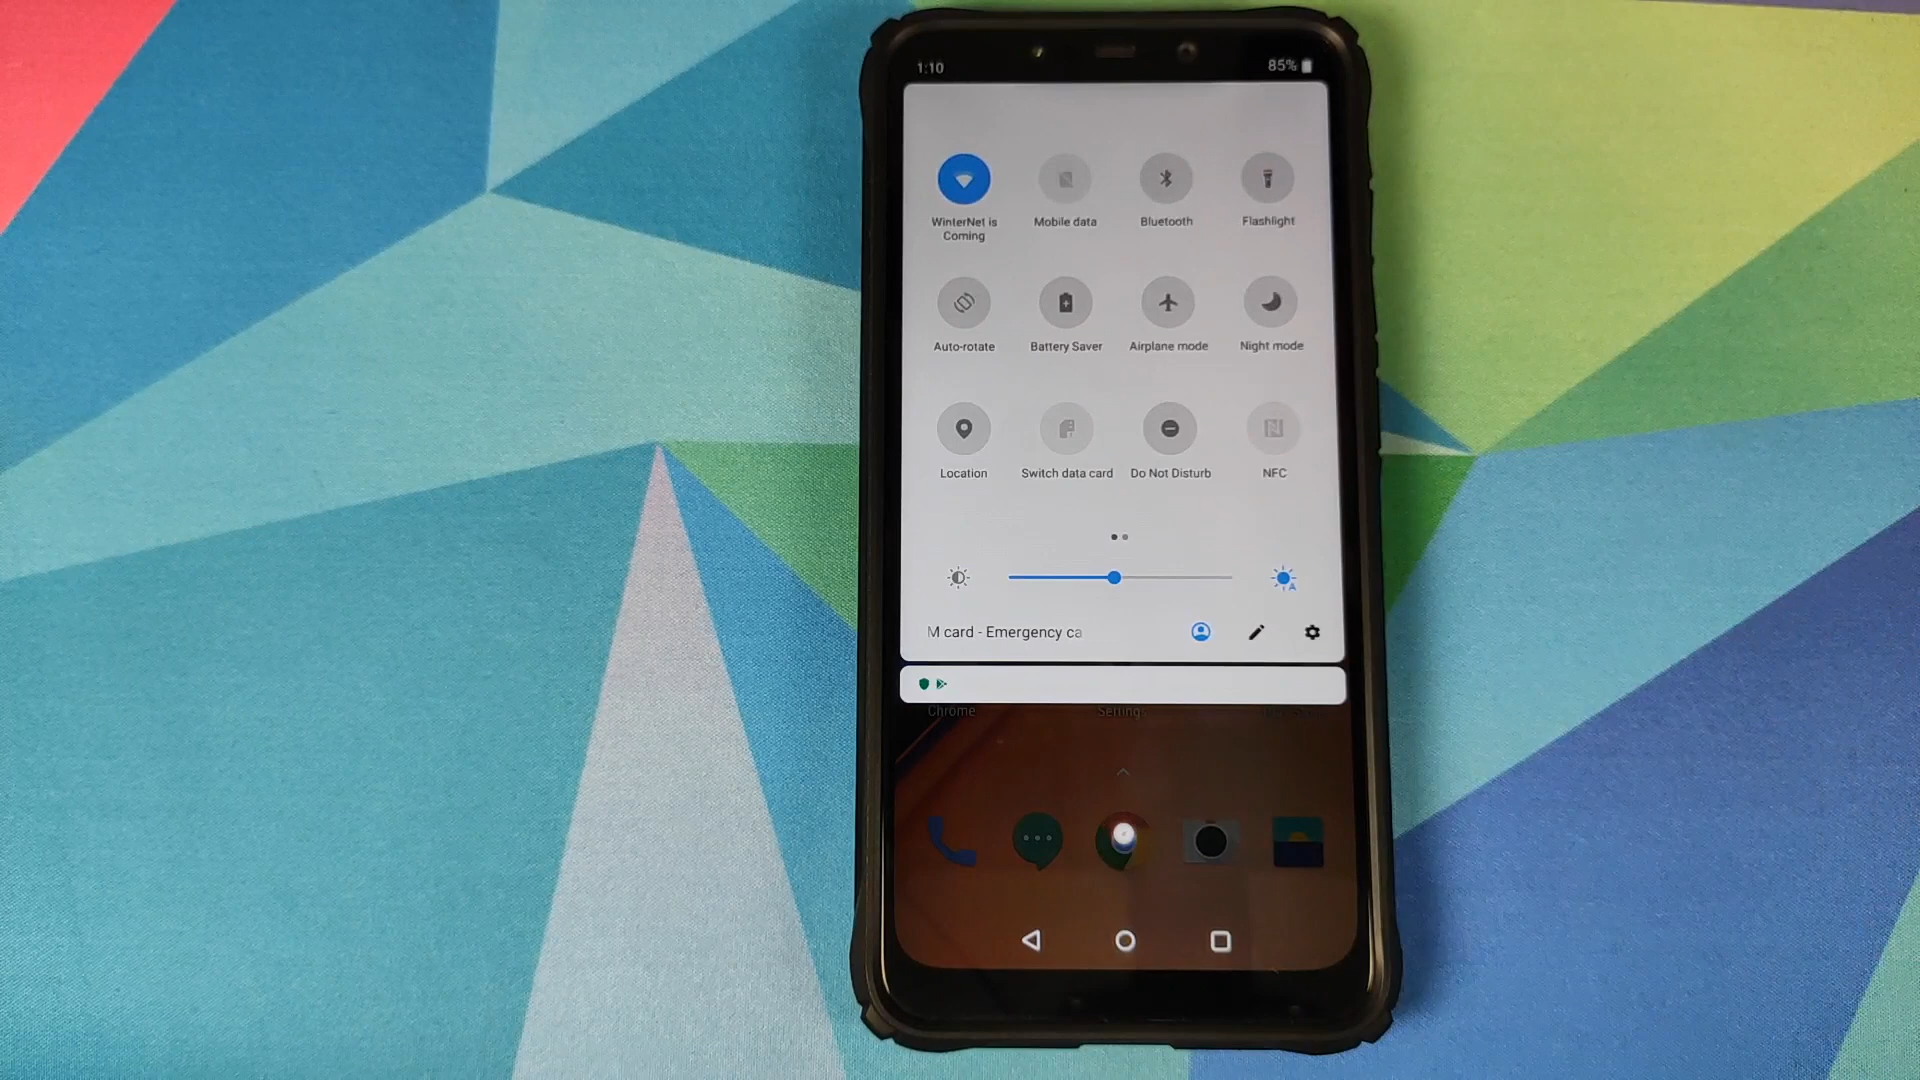 1:10
85%
WinterNet is
Coming
Mobile data
Bluetooth
Flashlight
Auto-rotate
Battery Saver
Airplane mode
Night mode
Location
Switch data card
Do Not Disturb
NFC
M card - Emergency ca
Chrome
Settings